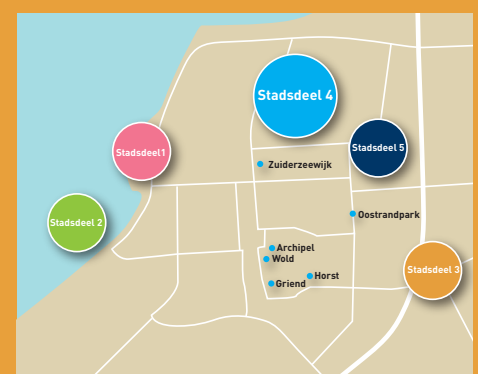 Stadsdeel 4
Stadsdeel1
Stadsdeel 5
Zuiderzeewijk
Stadsdeel 2
Oostrandpark
Archipel
Wold
Stadsdeel 3
Horst
Griend